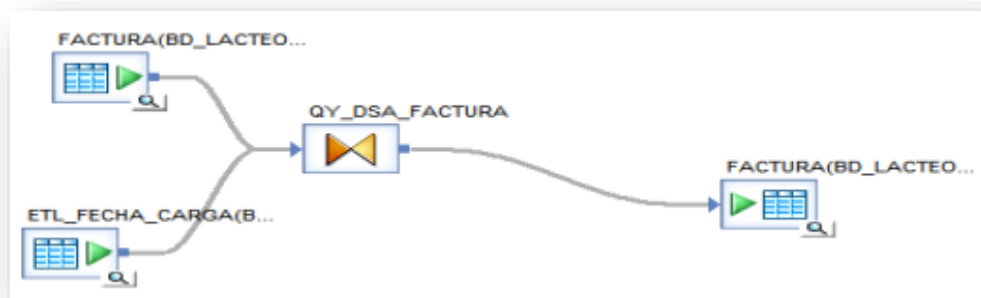 FACTURA(BD_LACTEO...
QY_DSA_FACTURA
FACTURA(BD_LACTEO...
ETL_FECHA_CARGA(B...